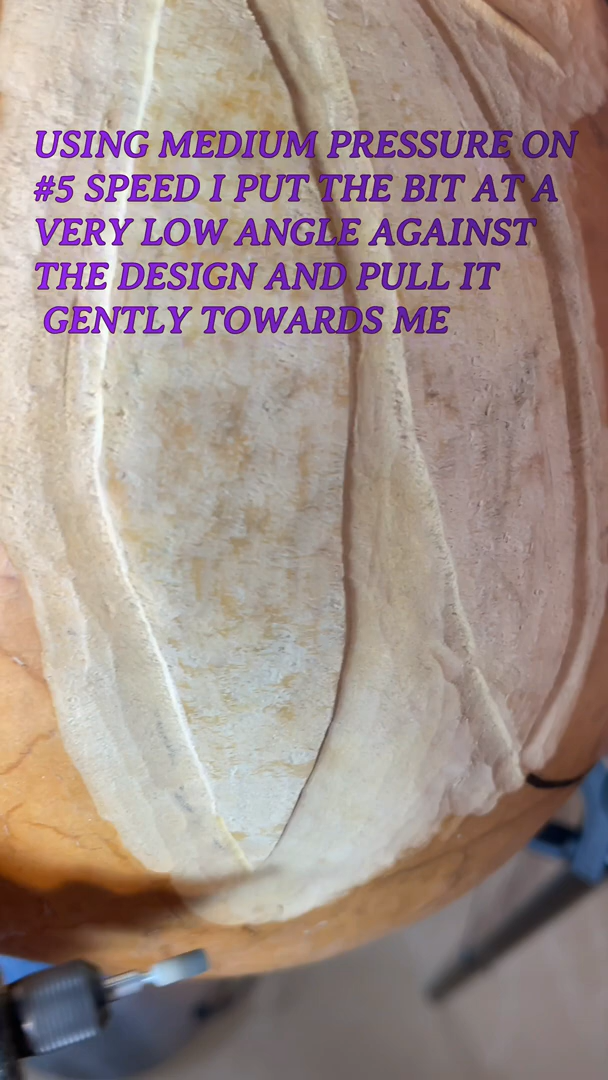 USING MEDIUM PRESSURE ON
#5 SPEED I PUT THE BIT AT A
VERY LOW ANGLE AGAINST
THE DESIGN AND PULL IT
GENTLY TOWARDS ME